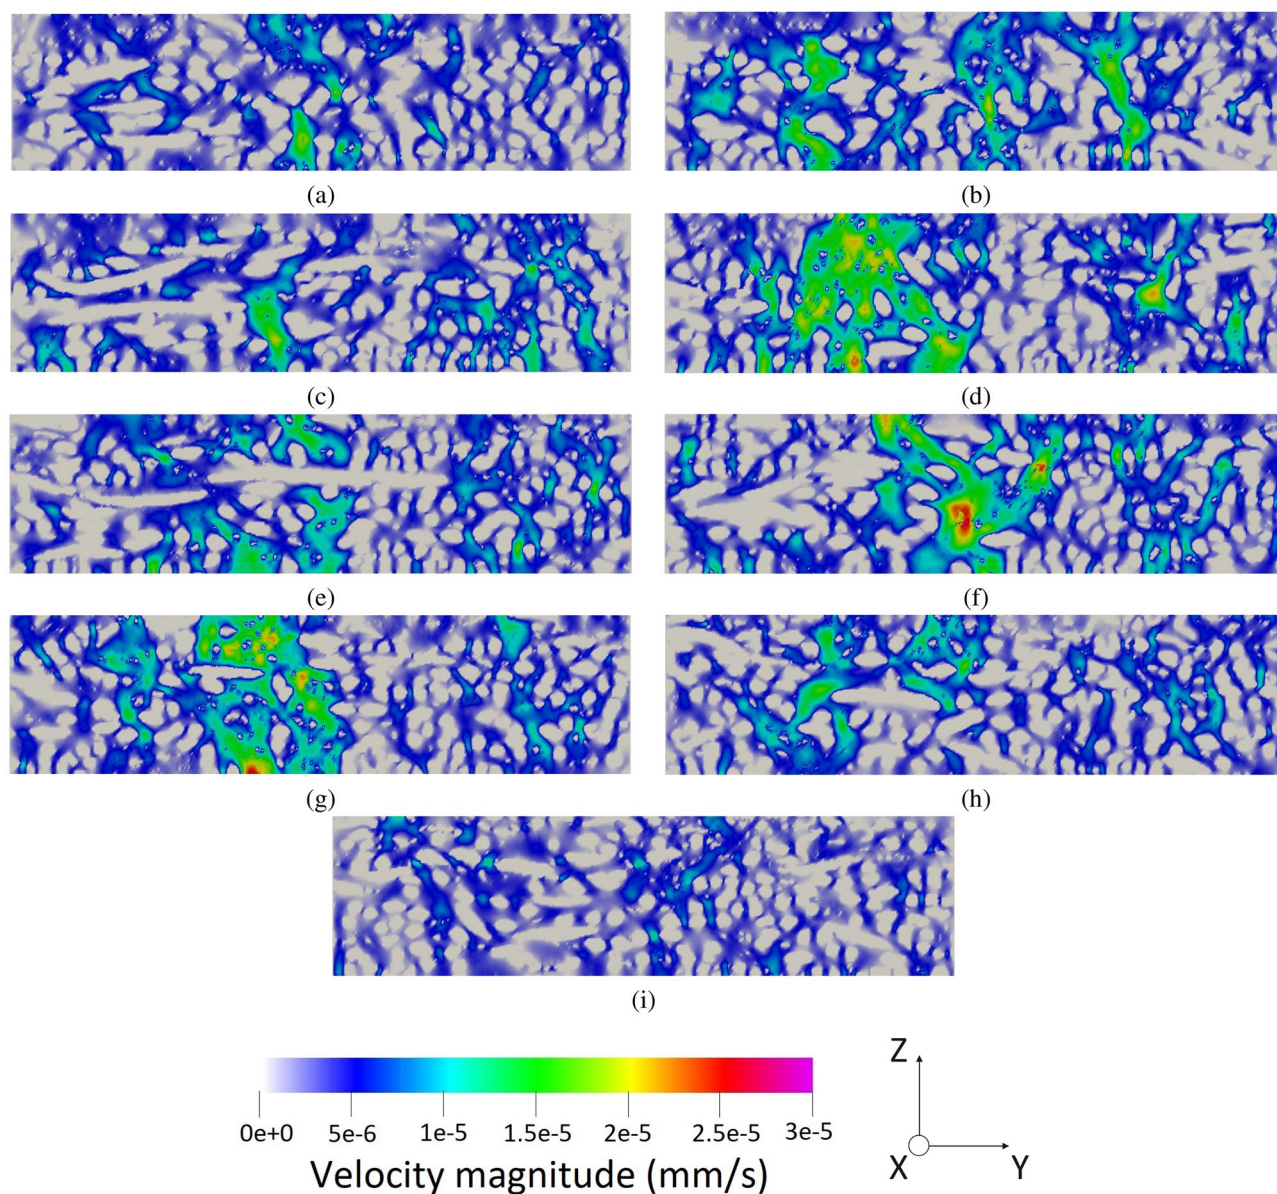 (a) (b)
(c) (d)
(e) (f)
(g) (h)
(i)
Z
0e+0 5e-6 1e-5 1.5e-5 2e-5 2.5e-5 3e-5
X Y
Velocity magnitude (mm/s)